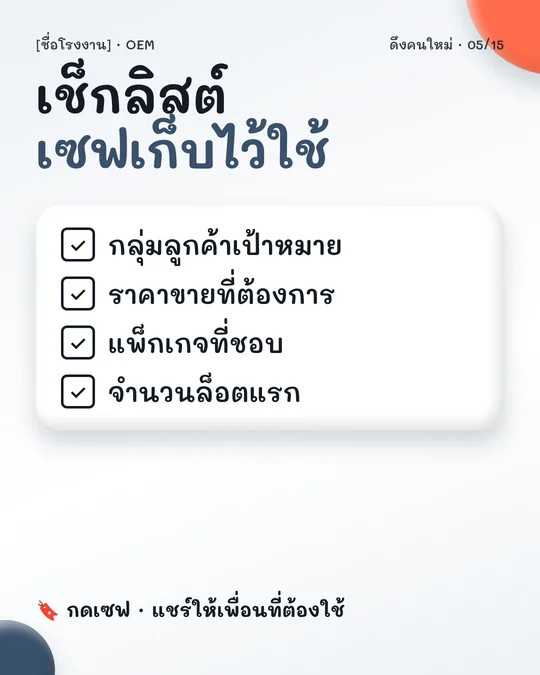 [ชื่อโรงงาน] · OEM
ดึงคนใหม่ · 05/15
เช็กลิสต์
เซฟเก็บไว้ใช้
กลุ่มลูกค้าเป้าหมาย
ราคาขายที่ต้องการ
แพ็กเกจที่ชอบ
จำนวนล็อตแรก
กดเซฟ · แชร์ให้เพื่อนที่ต้องใช้